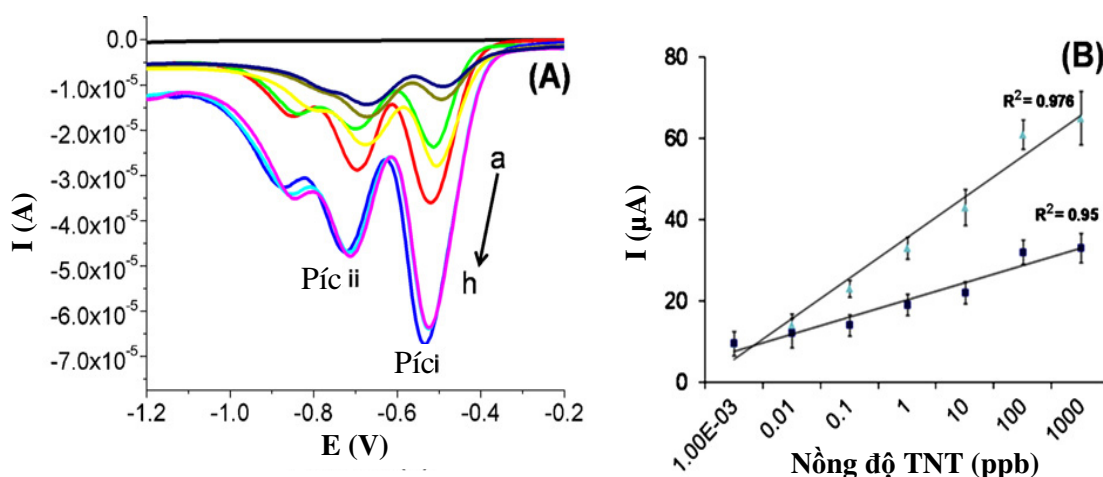 (A)
0.0
-1.0x10⁻⁵
-2.0x10⁻⁵
-3.0x10⁻⁵
-4.0x10⁻⁵
-5.0x10⁻⁵
-6.0x10⁻⁵
-7.0x10⁻⁵
I (A)
a
h
Píc ii
Píci
-1.2 -1.0 -0.8 -0.6 -0.4 -0.2
E (V)
(B)
80
60
40
20
0
I (µA)
R² = 0.976
R² = 0.95
1.00E-03 0.01 0.1 1 10 100 1000
Nồng độ TNT (ppb)